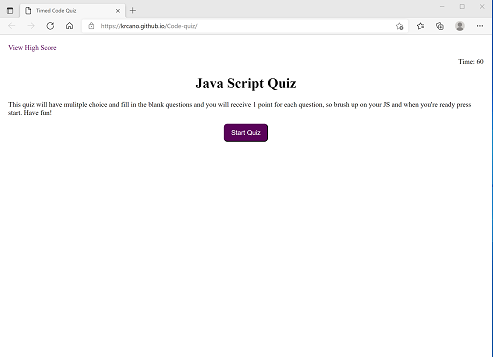 Timed Code Quiz
https://krcano.github.io/Code-quiz/
View High Score
Time: 60
Java Script Quiz
This quiz will have mulitple choice and fill in the blank questions and you will receive 1 point for each question, so brush up on your JS and when you're ready press
start. Have fun!
Start Quiz